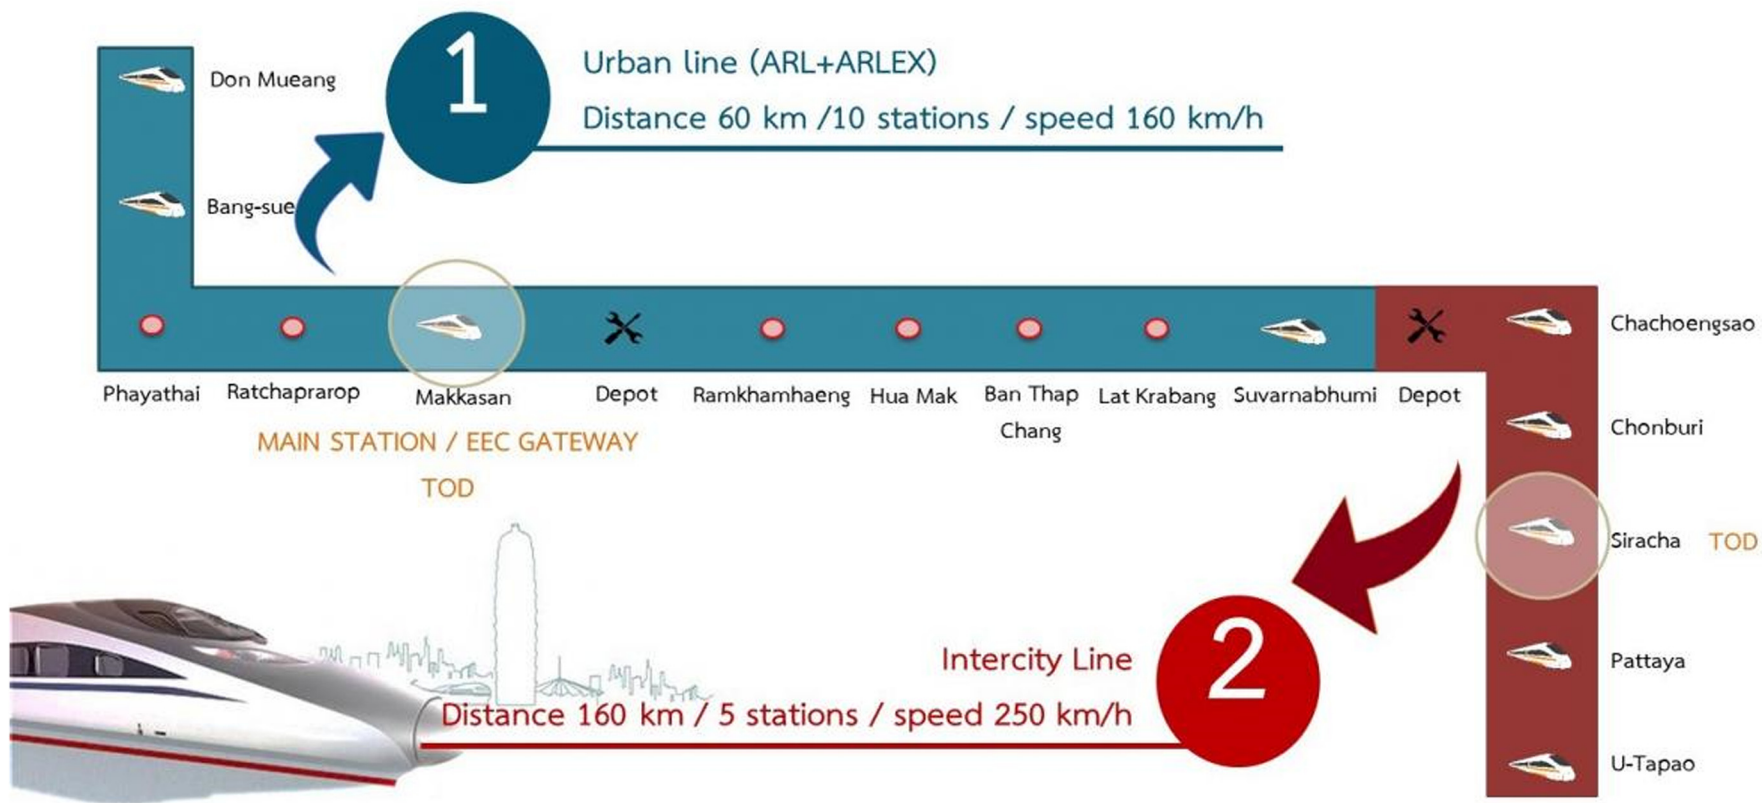 1
Urban line (ARL+ARLEX)
Distance 60 km /10 stations / speed 160 km/h
Don Mueang
Bang-sue
Phayathai
Ratchaprarop
Makkasan
Depot
Ramkhamhaeng
Hua Mak
Ban Thap
Chang
Lat Krabang
Suvarnabhumi
Depot
MAIN STATION / EEC GATEWAY
TOD
Chachoengsao
Chonburi
Siracha TOD
Pattaya
U-Tapao
2
Intercity Line
Distance 160 km / 5 stations / speed 250 km/h